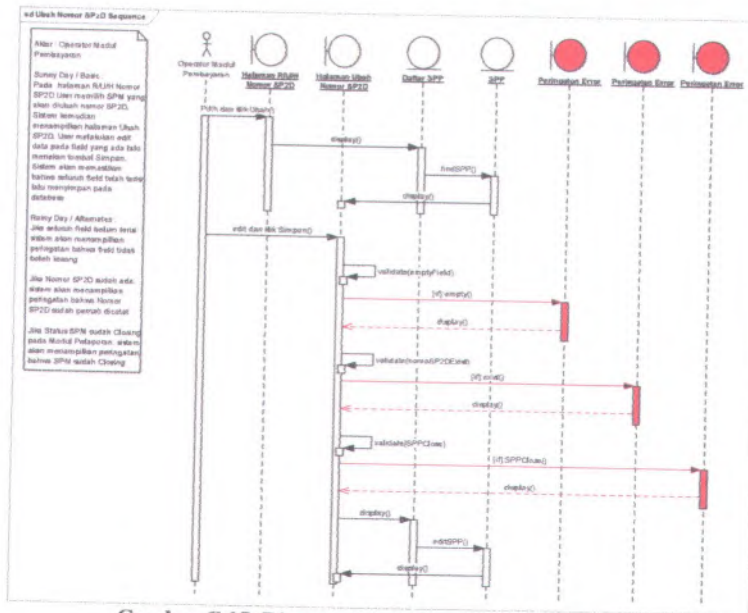 sd Ubah Nomor SP2D Sequence
Aktor : Operator Modul
Pembayaran
Sunny Day / Basic
Pada halaman R/U/H Nomor
SP2D User memilih SPM yang
akan diubah nomor SP2D.
Sistem kemudian
menampilkan halaman Ubah
SP2D. User melakukan edit
data pada field yang ada lalu
menekan tombol Simpan.
Sistem akan memastikan
bahwa seluruh field telah terisi
lalu menyimpan pada
database
Rainy Day / Alternatex
Jika seluruh field belum terisi
sistem akan menampilkan
peringatan bahwa field tidak
boleh kosong
Jika Nomor SP2D sudah ada,
sistem akan menampilkan
peringatan bahwa Nomor
SP2D sudah pernah dicatat
Jika Status SPM sudah Closing
pada Modul Pelaporan, sistem
akan menampilkan peringatan
bahwa SPM sudah Closing
Operator Modul
Pembayaran
Halaman R/U/H
Nomor SP2D
Halaman Ubah
Nomor SP2D
Daftar SPP
SPP
Peringatan Error
Peringatan Error
Peringatan Error
Pilih dan klik Ubah()
display()
findSPP()
display()
edit dan klik Simpan()
validate(emptyField)
[if] empty()
display()
validate(nomorSP2DExist)
[if] exist()
display()
validate(SPPClose)
[if] SPPClose()
display()
display()
editSPP()
display()